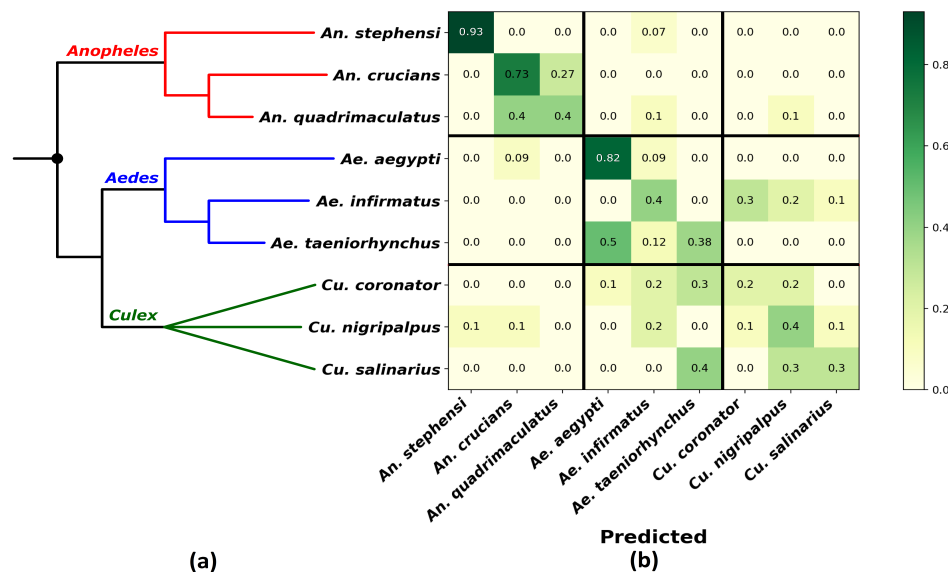 Anopheles
Aedes
Culex
An. stephensi 0.93 0.0 0.0 0.0 0.07 0.0 0.0 0.0 0.0
An. crucians 0.0 0.73 0.27 0.0 0.0 0.0 0.0 0.0 0.0
An. quadrimaculatus 0.0 0.4 0.4 0.0 0.1 0.0 0.0 0.1 0.0
Ae. aegypti 0.0 0.09 0.0 0.82 0.09 0.0 0.0 0.0 0.0
Ae. infirmatus 0.0 0.0 0.0 0.0 0.4 0.0 0.3 0.2 0.1
Ae. taeniorhynchus 0.0 0.0 0.0 0.5 0.12 0.38 0.0 0.0 0.0
Cu. coronator 0.0 0.0 0.0 0.1 0.2 0.3 0.2 0.2 0.0
Cu. nigripalpus 0.1 0.1 0.0 0.0 0.2 0.0 0.1 0.4 0.1
Cu. salinarius 0.0 0.0 0.0 0.0 0.0 0.4 0.0 0.3 0.3
An. stephensi
An. crucians
An. quadrimaculatus
Ae. aegypti
Ae. infirmatus
Ae. taeniorhynchus
Cu. coronator
Cu. nigripalpus
Cu. salinarius
Predicted
0.8
0.6
0.4
0.2
0.0
(a)
(b)